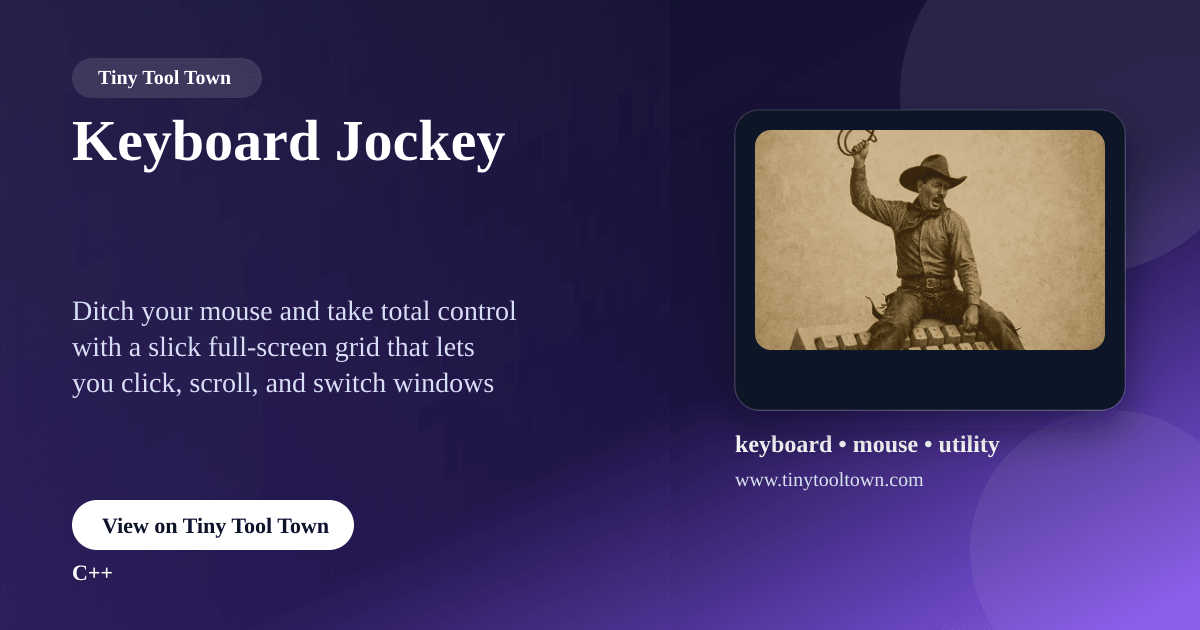 Tiny Tool Town
Keyboard Jockey
Ditch your mouse and take total control
with a slick full-screen grid that lets
you click, scroll, and switch windows
View on Tiny Tool Town
C++
keyboard • mouse • utility
www.tinytooltown.com